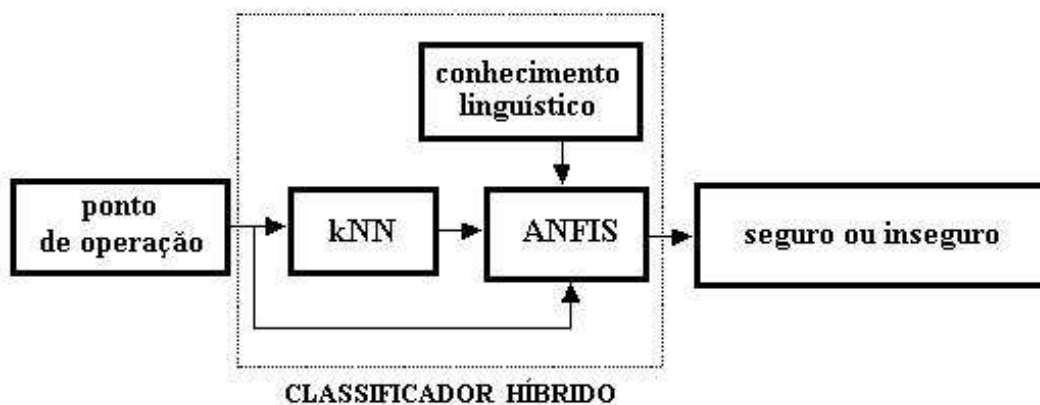 conhecimento
linguístico
ponto
de operação
kNN
ANFIS
seguro ou inseguro
CLASSIFICADOR HÍBRIDO